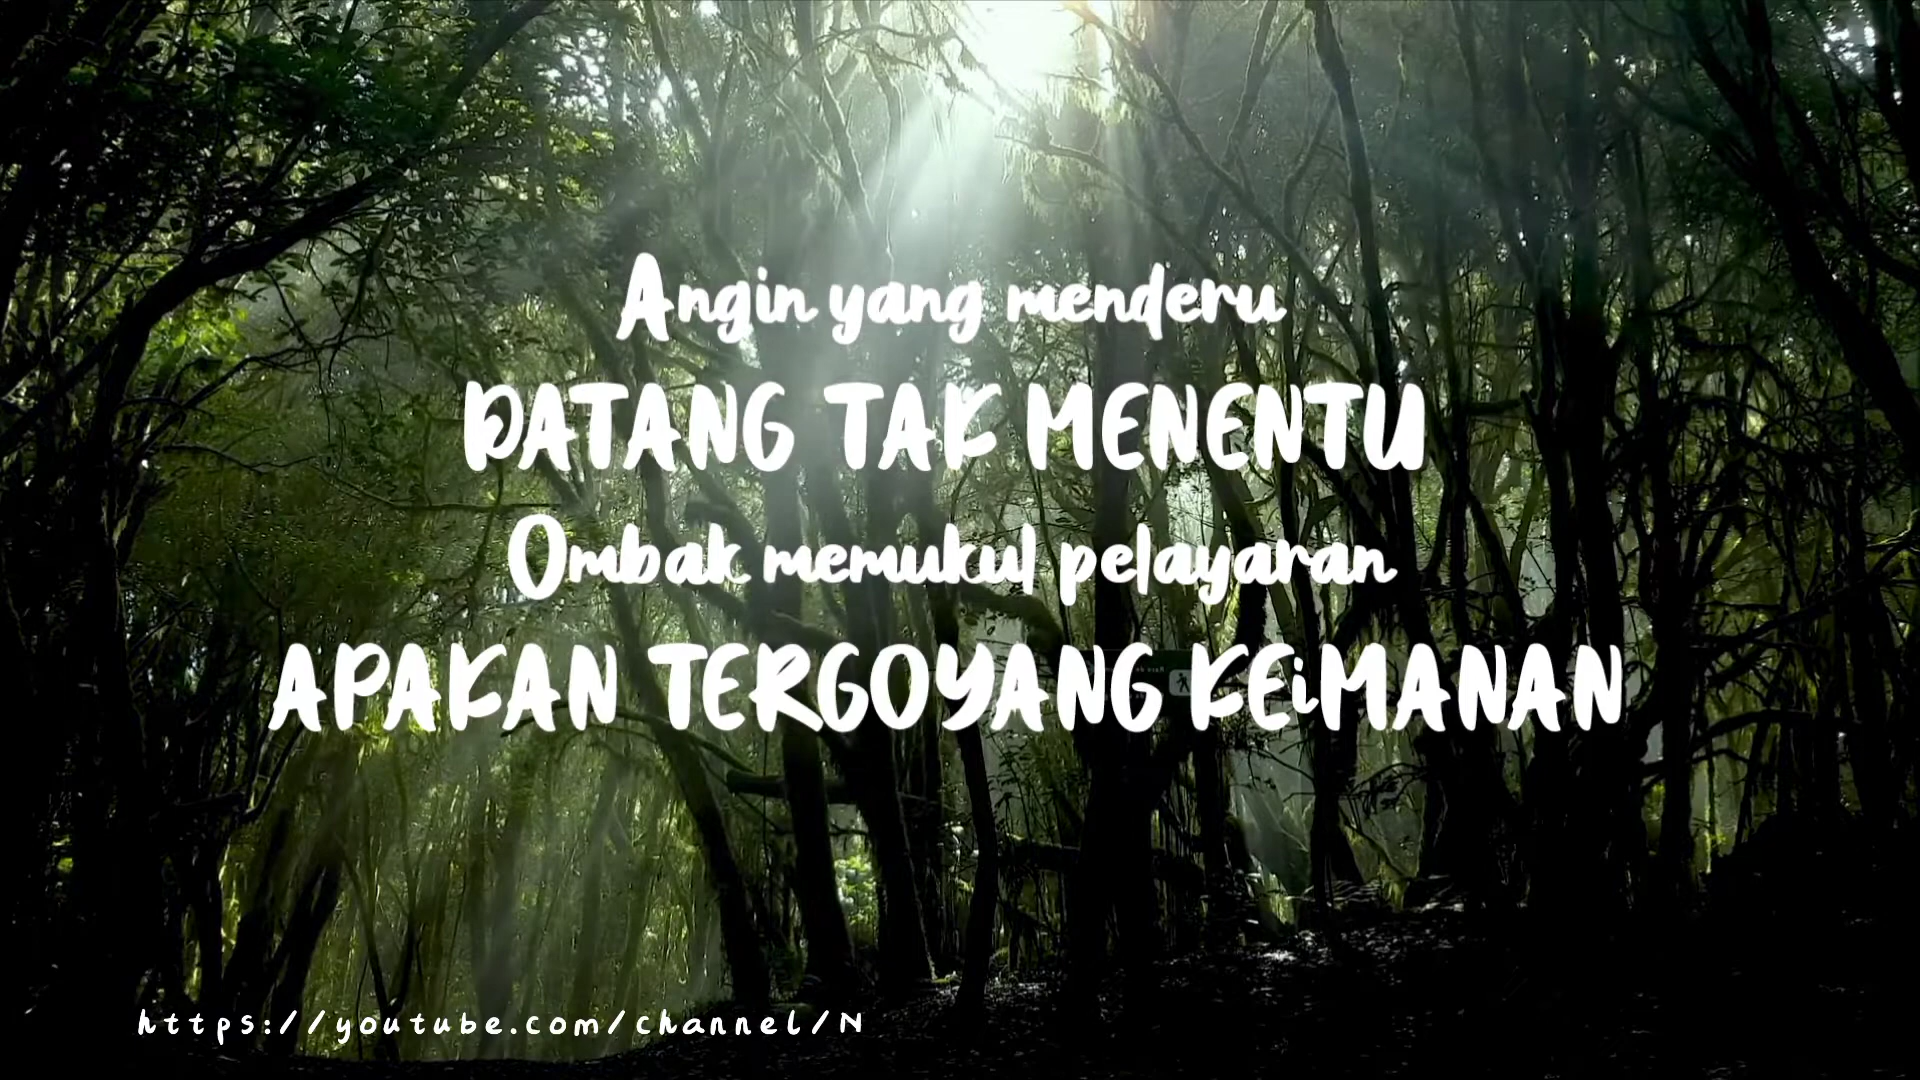 Angin yang menderu
DATANG TAK MENENTU
Ombak memukul pelayaran
APAKAN TERGOYANG KEiMANAN
https://youtube.com/channel/N